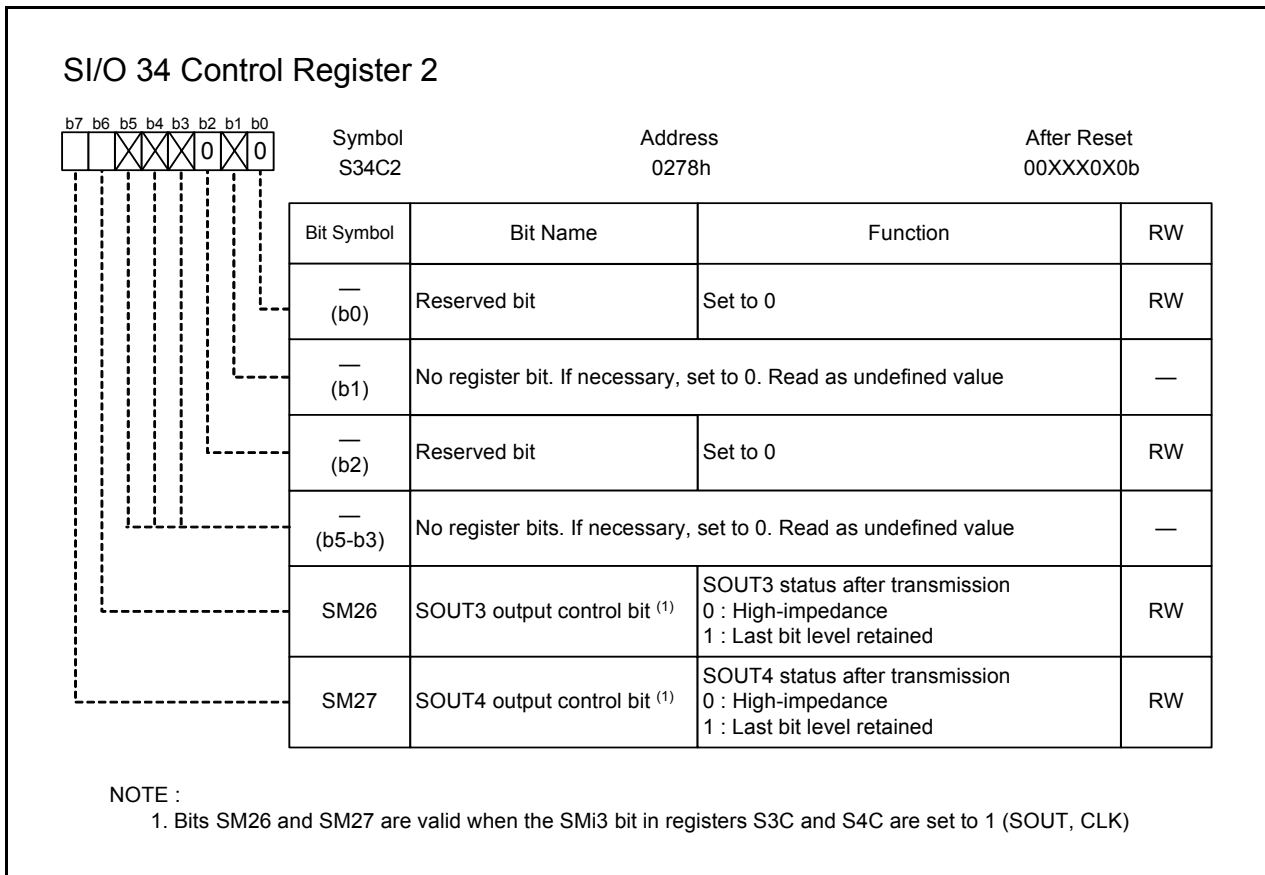 SI/O 34 Control Register 2
b7 b6 b5 b4 b3 b2 b1 b0
0 0
Symbol Address After Reset
S34C2 0278h 00XXX0X0b
Bit Symbol Bit Name Function RW
—
(b0) Reserved bit Set to 0 RW
—
(b1) No register bit. If necessary, set to 0. Read as undefined value —
—
(b2) Reserved bit Set to 0 RW
—
(b5-b3) No register bits. If necessary, set to 0. Read as undefined value —
SM26 SOUT3 output control bit (1) SOUT3 status after transmission
0 : High-impedance
1 : Last bit level retained RW
SM27 SOUT4 output control bit (1) SOUT4 status after transmission
0 : High-impedance
1 : Last bit level retained RW
NOTE :
1. Bits SM26 and SM27 are valid when the SMi3 bit in registers S3C and S4C are set to 1 (SOUT, CLK)